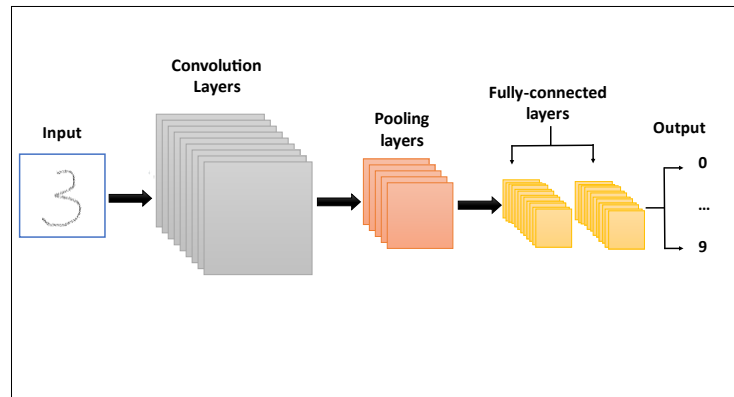 Input
3
Convolution
Layers
Pooling
layers
Fully-connected
layers
Output
0
...
9